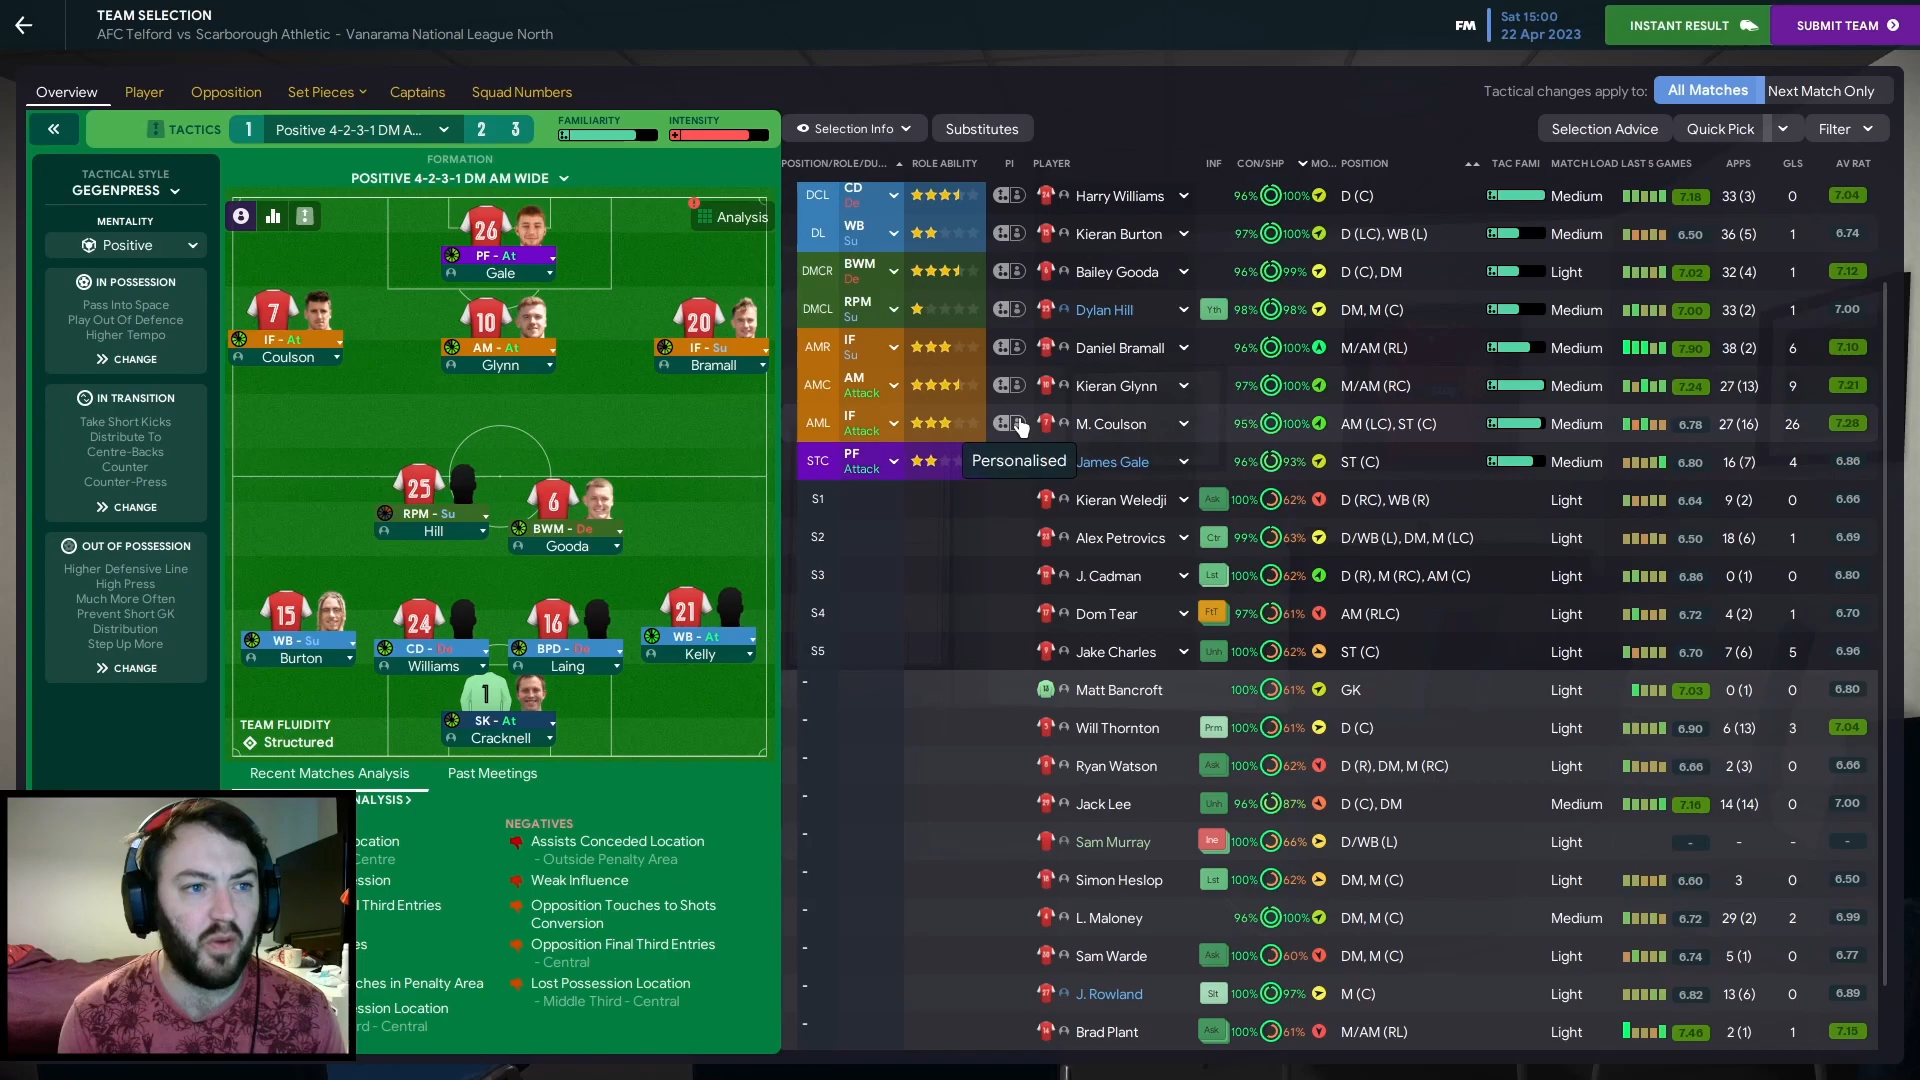 TEAM SELECTION
AFC Telford vs Scarborough Athletic - Vanarama National League North
FM
Sat 15:00
22 Apr 2023
INSTANT RESULT
SUBMIT TEAM
Overview
Player
Opposition
Set Pieces
Captains
Squad Numbers
Tactical changes apply to:
All Matches
Next Match Only
TACTICS
1
Positive 4-2-3-1 DM A...
2
3
FAMILIARITY
INTENSITY
Selection Info
Substitutes
Selection Advice
Quick Pick
Filter
TACTICAL STYLE
GEGENPRESS
MENTALITY
Positive
IN POSSESSION
Pass Into Space
Play Out Of Defence
Higher Tempo
CHANGE
IN TRANSITION
Take Short Kicks
Distribute To
Centre-Backs
Counter
Counter-Press
CHANGE
OUT OF POSSESSION
Higher Defensive Line
High Press
Much More Often
Prevent Short GK
Distribution
Step Up More
CHANGE
FORMATION
POSITIVE 4-2-3-1 DM AM WIDE
Analysis
26
PF - At
Gale
7
IF - At
Coulson
10
AM - At
Glynn
20
IF - Su
Bramall
25
RPM - Su
Hill
6
BWM - De
Gooda
15
WB - Su
Burton
24
CD - De
Williams
16
BPD - De
Laing
21
WB - At
Kelly
1
SK - At
Cracknell
TEAM FLUIDITY
Structured
Recent Matches Analysis
Past Meetings
NALYSIS
ocation
Centre
ession
l Third Entries
es
ches in Penalty Area
ession Location
rd - Central
NEGATIVES
Assists Conceded Location
- Outside Penalty Area
Weak Influence
Opposition Touches to Shots
Conversion
Opposition Final Third Entries
- Central
Lost Possession Location
- Middle Third - Central
POSITION/ROLE/DU... ROLE ABILITY PI PLAYER INF CON/SHP MO... POSITION TAC FAMI MATCH LOAD LAST 5 GAMES APPS GLS AV RAT
DCL CD De Harry Williams 96% 100% D (C) Medium 7.18 33 (3) 0 7.04
DL WB Su Kieran Burton 97% 100% D (LC), WB (L) Medium 6.50 36 (5) 1 6.74
DMCR BWM De Bailey Gooda 96% 99% D (C), DM Light 7.02 32 (4) 1 7.12
DMCL RPM Su Dylan Hill Yth 98% 98% DM, M (C) Medium 7.00 33 (2) 1 7.00
AMR IF Su Daniel Bramall 96% 100% M/AM (RL) Medium 7.90 38 (2) 6 7.10
AMC AM Attack Kieran Glynn 97% 100% M/AM (RC) Medium 7.24 27 (13) 9 7.21
AML IF Attack M. Coulson 95% 100% AM (LC), ST (C) Medium 6.78 27 (16) 26 7.28
STC PF Attack Personalised James Gale 96% 93% ST (C) Medium 6.80 16 (7) 4 6.86
S1 Kieran Weledji Ask 100% 62% D (RC), WB (R) Light 6.64 9 (2) 0 6.66
S2 Alex Petrovics Ctr 99% 63% D/WB (L), DM, M (LC) Light 6.50 18 (6) 1 6.69
S3 J. Cadman Lst 100% 62% D (R), M (RC), AM (C) Light 6.86 0 (1) 0 6.80
S4 Dom Tear FtT 97% 61% AM (RLC) Light 6.72 4 (2) 1 6.70
S5 Jake Charles Unh 100% 62% ST (C) Light 6.70 7 (6) 5 6.96
- Matt Bancroft 100% 61% GK Light 7.03 0 (1) 0 6.80
- Will Thornton Prm 100% 61% D (C) Light 6.90 6 (13) 3 7.04
- Ryan Watson Ask 100% 62% D (R), DM, M (RC) Light 6.66 2 (3) 0 6.66
- Jack Lee Unh 96% 87% D (C), DM Medium 7.16 14 (14) 0 7.00
- Sam Murray Ine 100% 66% D/WB (L) Light - - - -
- Simon Heslop Lst 100% 62% DM, M (C) Light 6.60 3 0 6.50
- L. Maloney 96% 100% DM, M (C) Medium 6.72 29 (2) 2 6.99
- Sam Warde Ask 100% 60% DM, M (C) Light 6.74 5 (1) 0 6.77
- J. Rowland Slt 100% 97% M (C) Light 6.82 13 (6) 0 6.89
- Brad Plant Ask 100% 61% M/AM (RL) Light 7.46 2 (1) 1 7.15